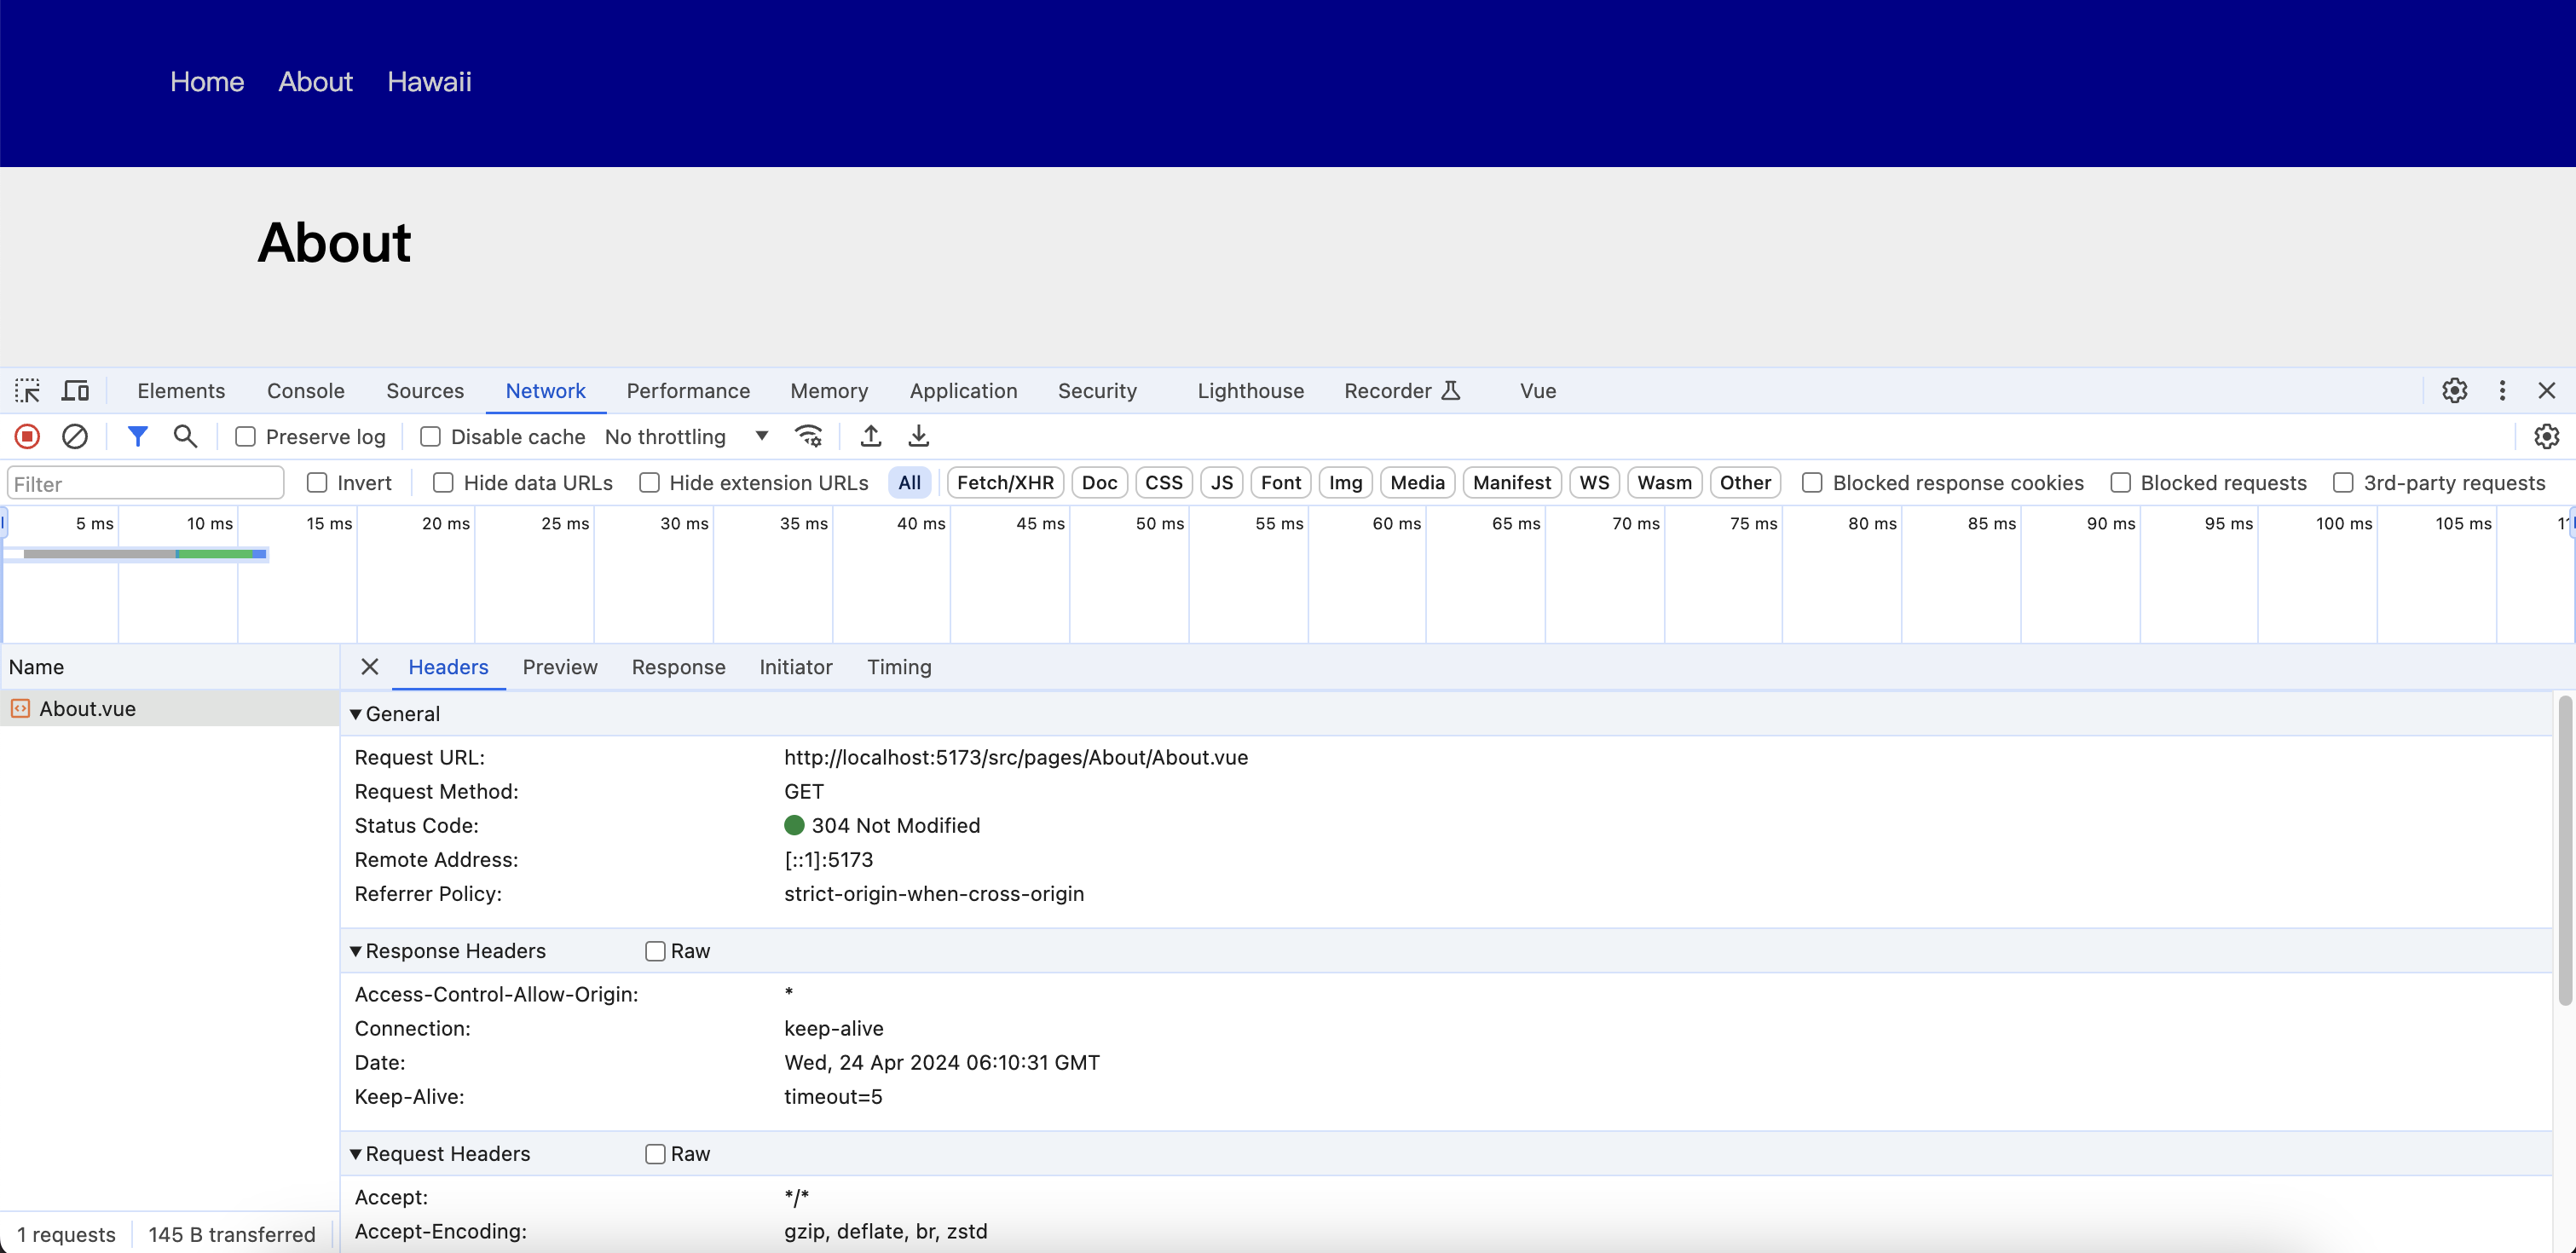 Home About Hawaii
About
Elements Console Sources Network Performance Memory Application Security Lighthouse Recorder Vue
Preserve log Disable cache No throttling
Filter Invert Hide data URLs Hide extension URLs All Fetch/XHR Doc CSS JS Font Img Media Manifest WS Wasm Other Blocked response cookies Blocked requests 3rd-party requests
5 ms 10 ms 15 ms 20 ms 25 ms 30 ms 35 ms 40 ms 45 ms 50 ms 55 ms 60 ms 65 ms 70 ms 75 ms 80 ms 85 ms 90 ms 95 ms 100 ms 105 ms
Name Headers Preview Response Initiator Timing
About.vue
General
Request URL: http://localhost:5173/src/pages/About/About.vue
Request Method: GET
Status Code: 304 Not Modified
Remote Address: [::1]:5173
Referrer Policy: strict-origin-when-cross-origin
Response Headers Raw
Access-Control-Allow-Origin: *
Connection: keep-alive
Date: Wed, 24 Apr 2024 06:10:31 GMT
Keep-Alive: timeout=5
Request Headers Raw
Accept: */*
Accept-Encoding: gzip, deflate, br, zstd
1 requests 145 B transferred